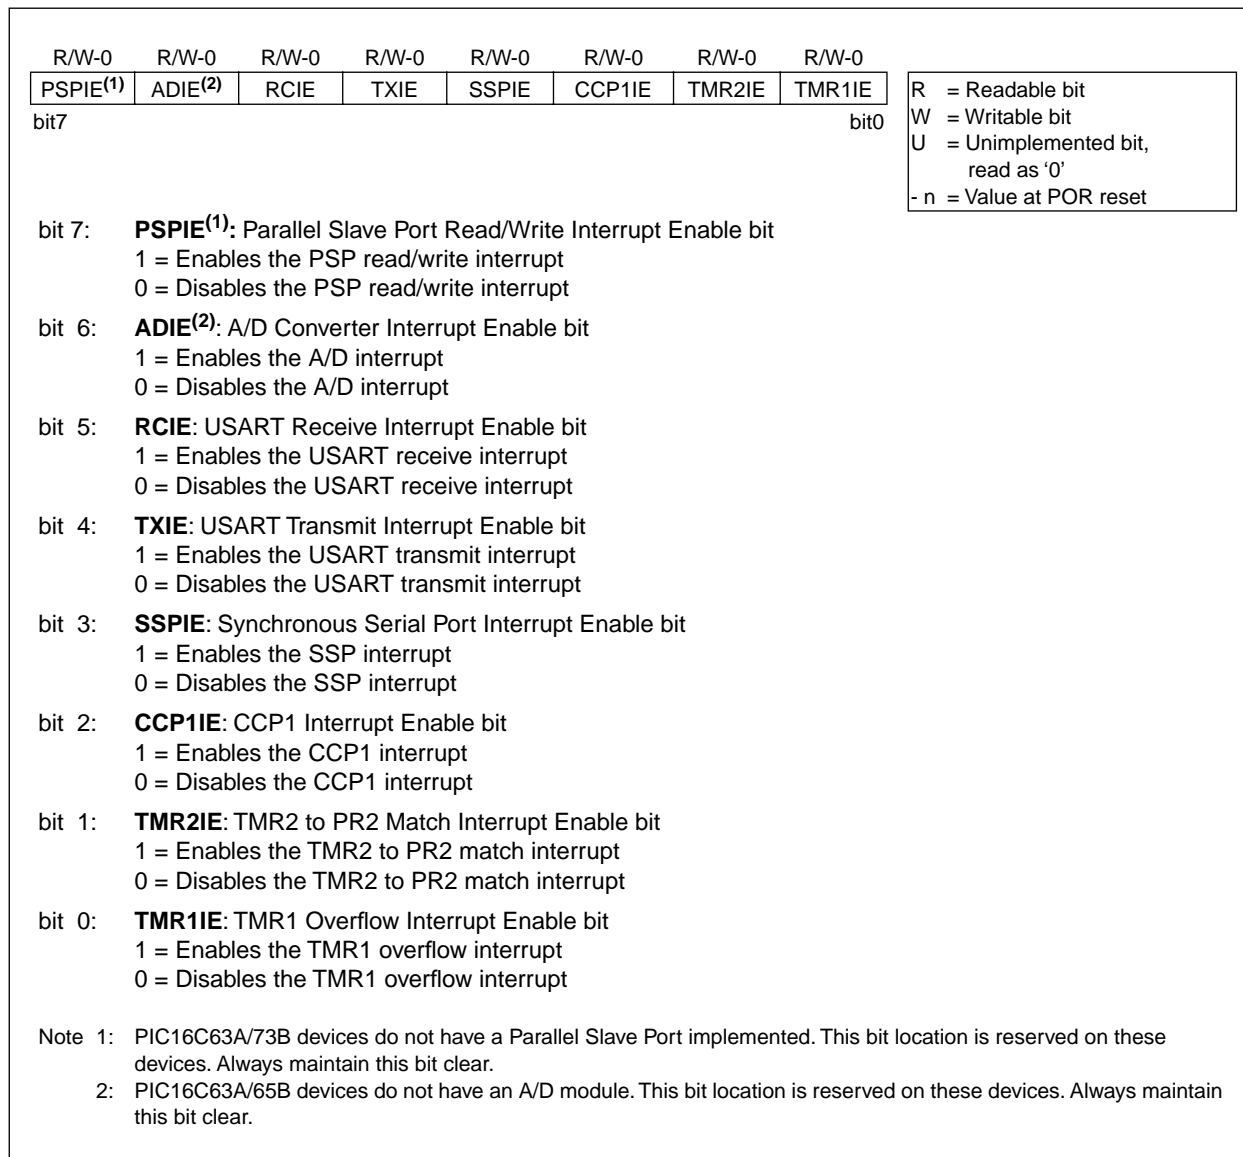 R/W-0 R/W-0 R/W-0 R/W-0 R/W-0 R/W-0 R/W-0 R/W-0
PSPIE(1) ADIE(2) RCIE TXIE SSPIE CCP1IE TMR2IE TMR1IE
bit7 bit0
R = Readable bit
W = Writable bit
U = Unimplemented bit,
read as ‘0’
- n = Value at POR reset
bit 7: PSPIE(1): Parallel Slave Port Read/Write Interrupt Enable bit
1 = Enables the PSP read/write interrupt
0 = Disables the PSP read/write interrupt
bit 6: ADIE(2): A/D Converter Interrupt Enable bit
1 = Enables the A/D interrupt
0 = Disables the A/D interrupt
bit 5: RCIE: USART Receive Interrupt Enable bit
1 = Enables the USART receive interrupt
0 = Disables the USART receive interrupt
bit 4: TXIE: USART Transmit Interrupt Enable bit
1 = Enables the USART transmit interrupt
0 = Disables the USART transmit interrupt
bit 3: SSPIE: Synchronous Serial Port Interrupt Enable bit
1 = Enables the SSP interrupt
0 = Disables the SSP interrupt
bit 2: CCP1IE: CCP1 Interrupt Enable bit
1 = Enables the CCP1 interrupt
0 = Disables the CCP1 interrupt
bit 1: TMR2IE: TMR2 to PR2 Match Interrupt Enable bit
1 = Enables the TMR2 to PR2 match interrupt
0 = Disables the TMR2 to PR2 match interrupt
bit 0: TMR1IE: TMR1 Overflow Interrupt Enable bit
1 = Enables the TMR1 overflow interrupt
0 = Disables the TMR1 overflow interrupt
Note 1: PIC16C63A/73B devices do not have a Parallel Slave Port implemented. This bit location is reserved on these
devices. Always maintain this bit clear.
2: PIC16C63A/65B devices do not have an A/D module. This bit location is reserved on these devices. Always maintain
this bit clear.